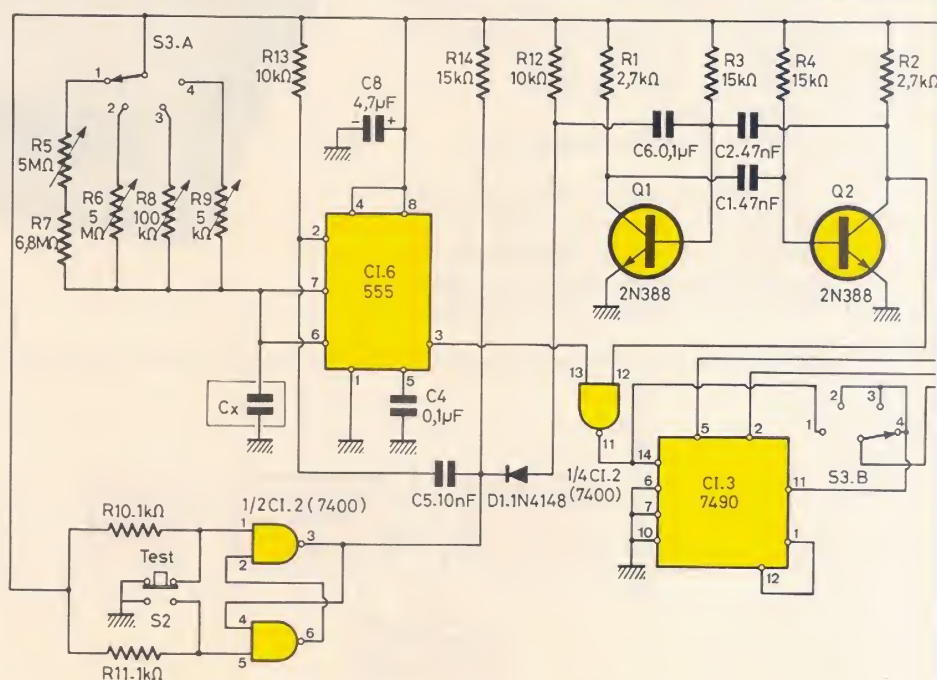 S3.A
1
2
3
4
R5
5MΩ
R7
6,8MΩ
R6
5
MΩ
R8
100
kΩ
R9
5
kΩ
R13
10kΩ
C8
4,7µF
- +
R14
15kΩ
R12
10kΩ
R1
2,7kΩ
R3
15kΩ
R4
15kΩ
R2
2,7kΩ
C6.0,1µF
C2.47nF
C1.47nF
Q1
2N388
Q2
2N388
4
8
2
7
6
3
1
5
CI.6
555
Cx
C4
0,1µF
C5.10nF
D1.1N4148
13
12
11
1/4CI.2
(7400)
14
6
7
10
5
2
11
1
12
CI.3
7490
1
2
3
4
S3.B
1/2CI.2 (7400)
R10.1kΩ
Test
S2
R11.1kΩ
1
2
3
4
5
6